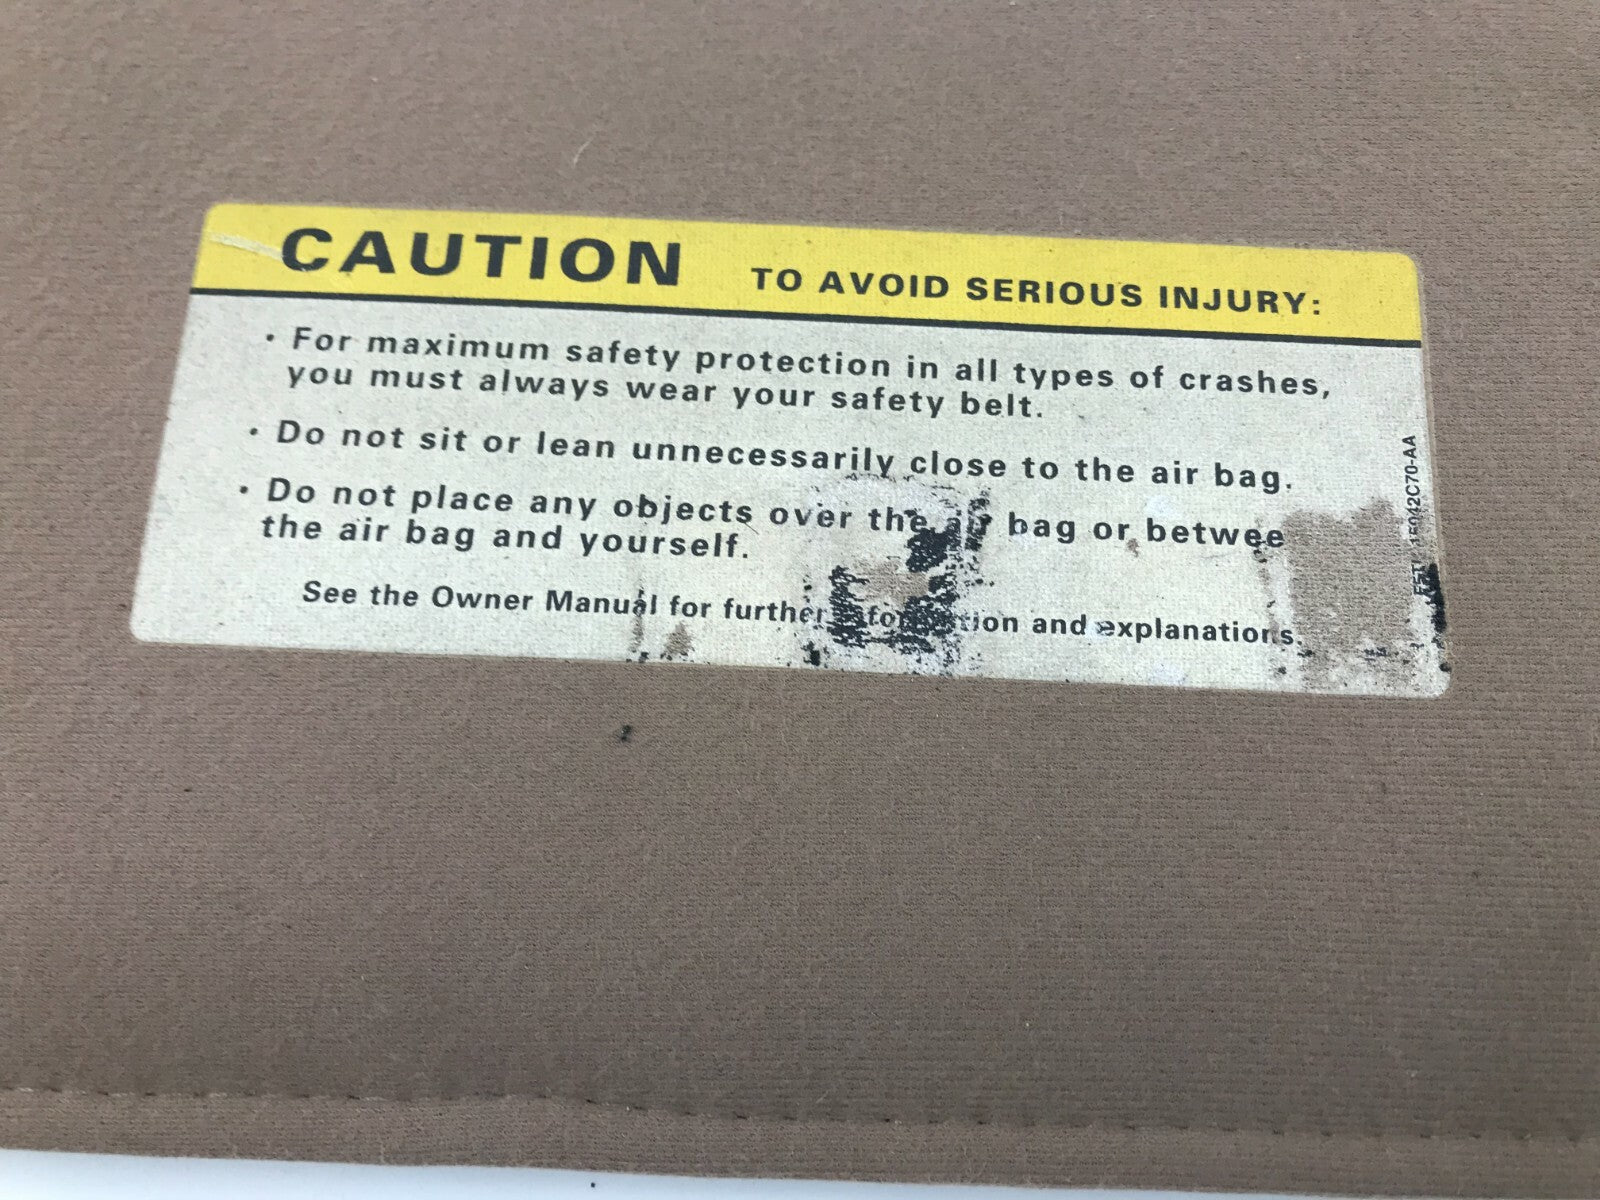 CAUTION TO AVOID SERIOUS INJURY:
· For maximum safety protection in all types of crashes,
you must always wear your safety belt.
· Do not sit or lean unnecessarily close to the air bag.
· Do not place any objects over the air bag or betwee
the air bag and yourself.
See the Owner Manual for further and explanations.